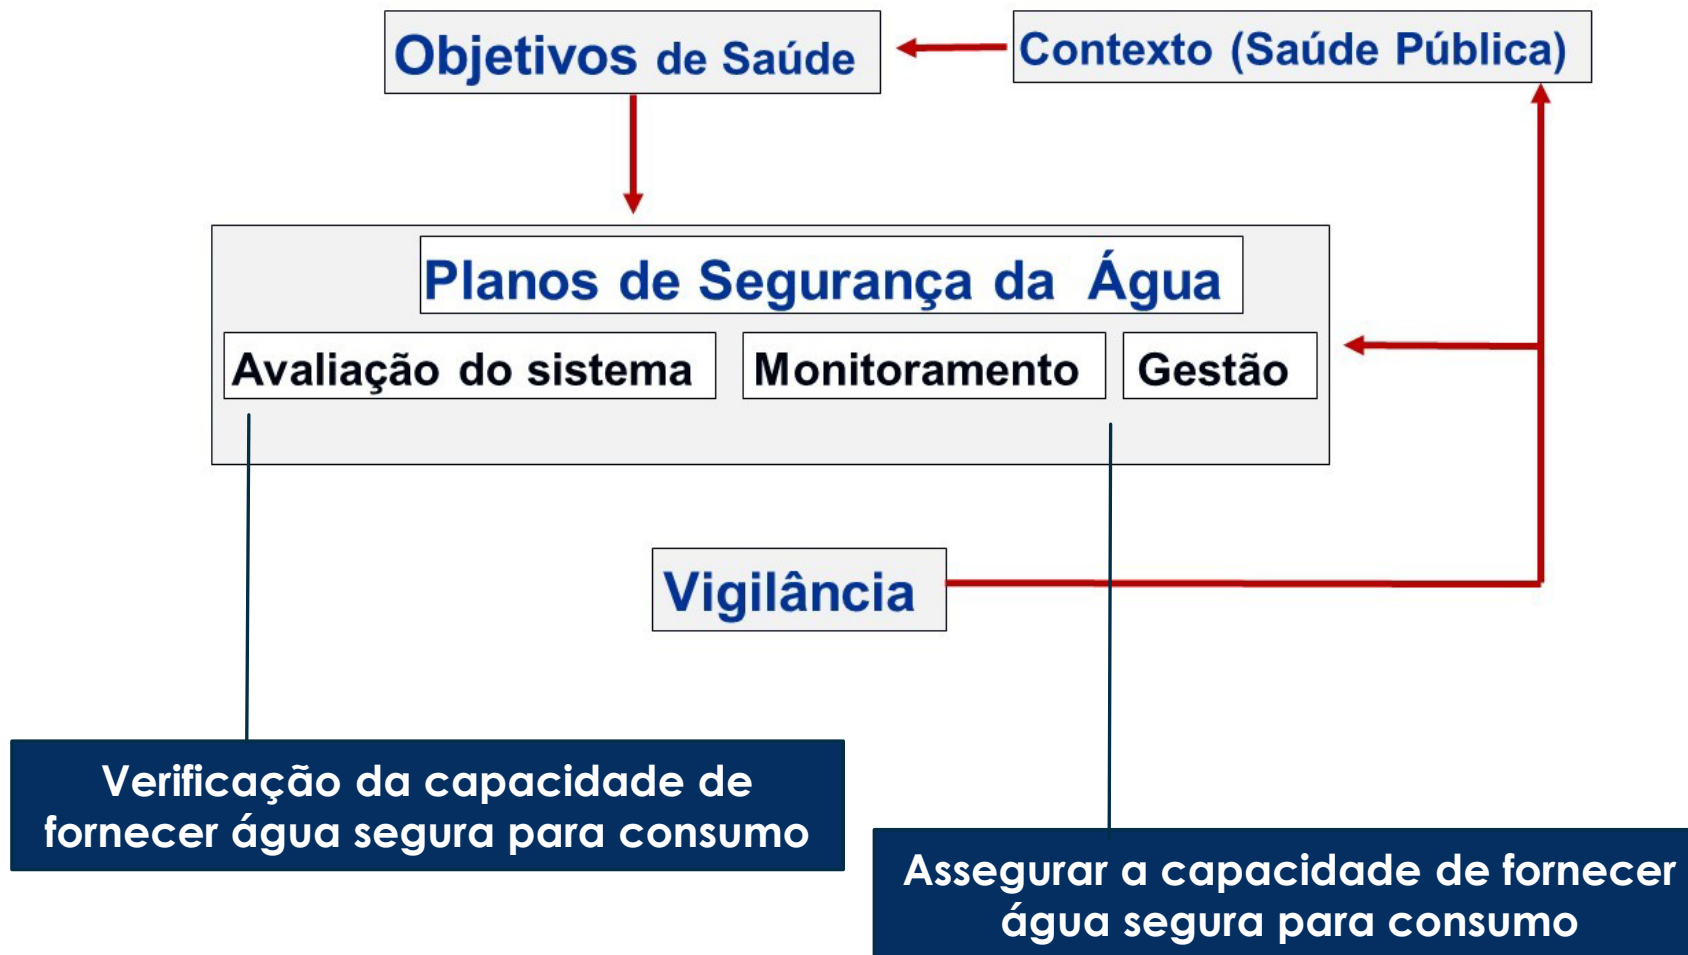 Objetivos de Saúde
Contexto (Saúde Pública)
Planos de Segurança da Água
Avaliação do sistema
Monitoramento
Gestão
Vigilância
Verificação da capacidade de
fornecer água segura para consumo
Assegurar a capacidade de fornecer
água segura para consumo